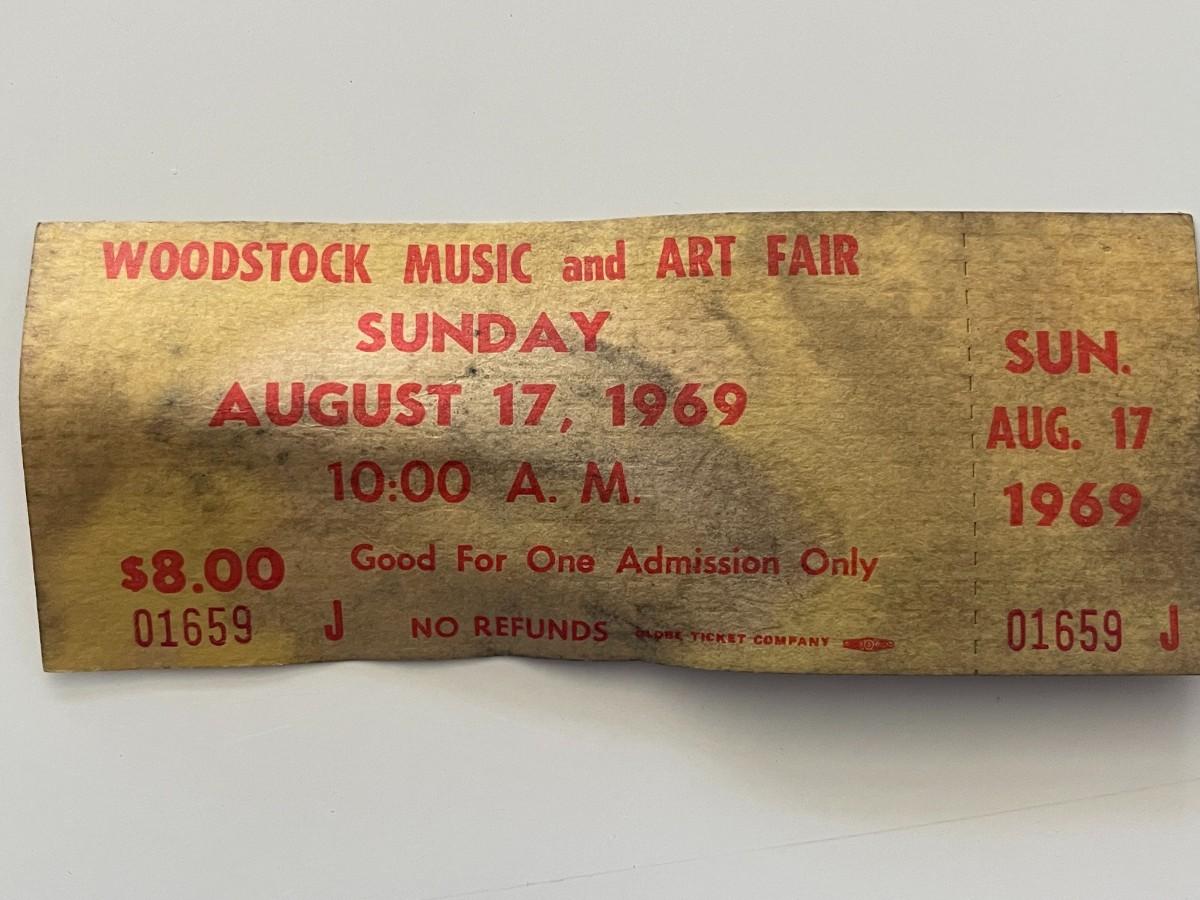 WOODSTOCK MUSIC and ART FAIR
SUNDAY
AUGUST 17, 1969
10:00 A. M.
$8.00 Good For One Admission Only
01659 J NO REFUNDS GLOBE TICKET COMPANY
SUN.
AUG. 17
1969
01659 J